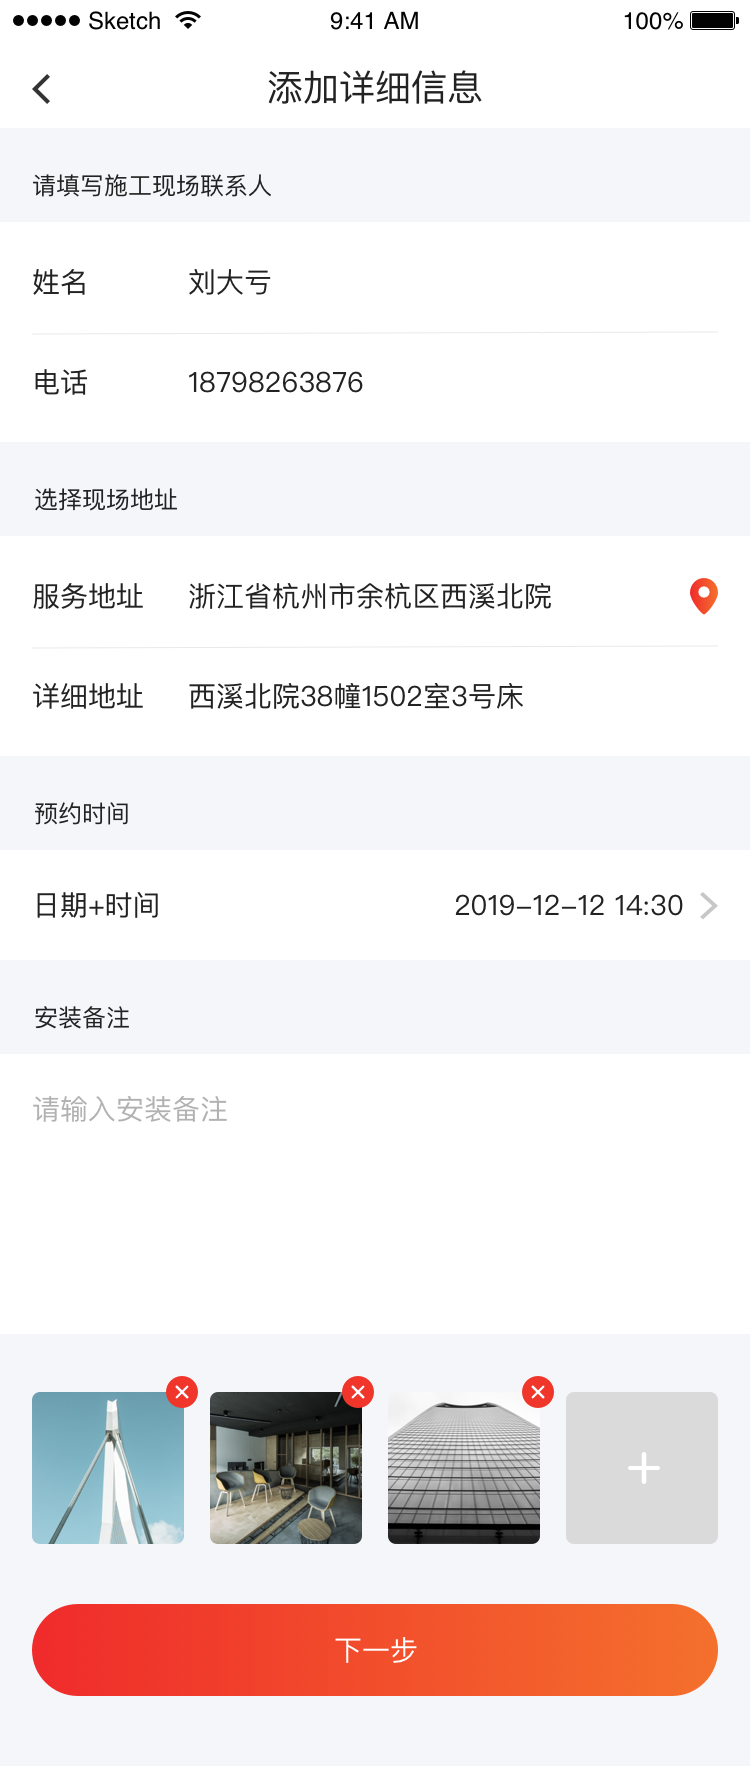 Sketch 9:41 AM 100%
添加详细信息
请填写施工现场联系人
姓名 刘大亏
电话 18798263876
选择现场地址
服务地址 浙江省杭州市余杭区西溪北院
详细地址 西溪北院38幢1502室3号床
预约时间
日期+时间 2019-12-12 14:30
安装备注
请输入安装备注
下一步